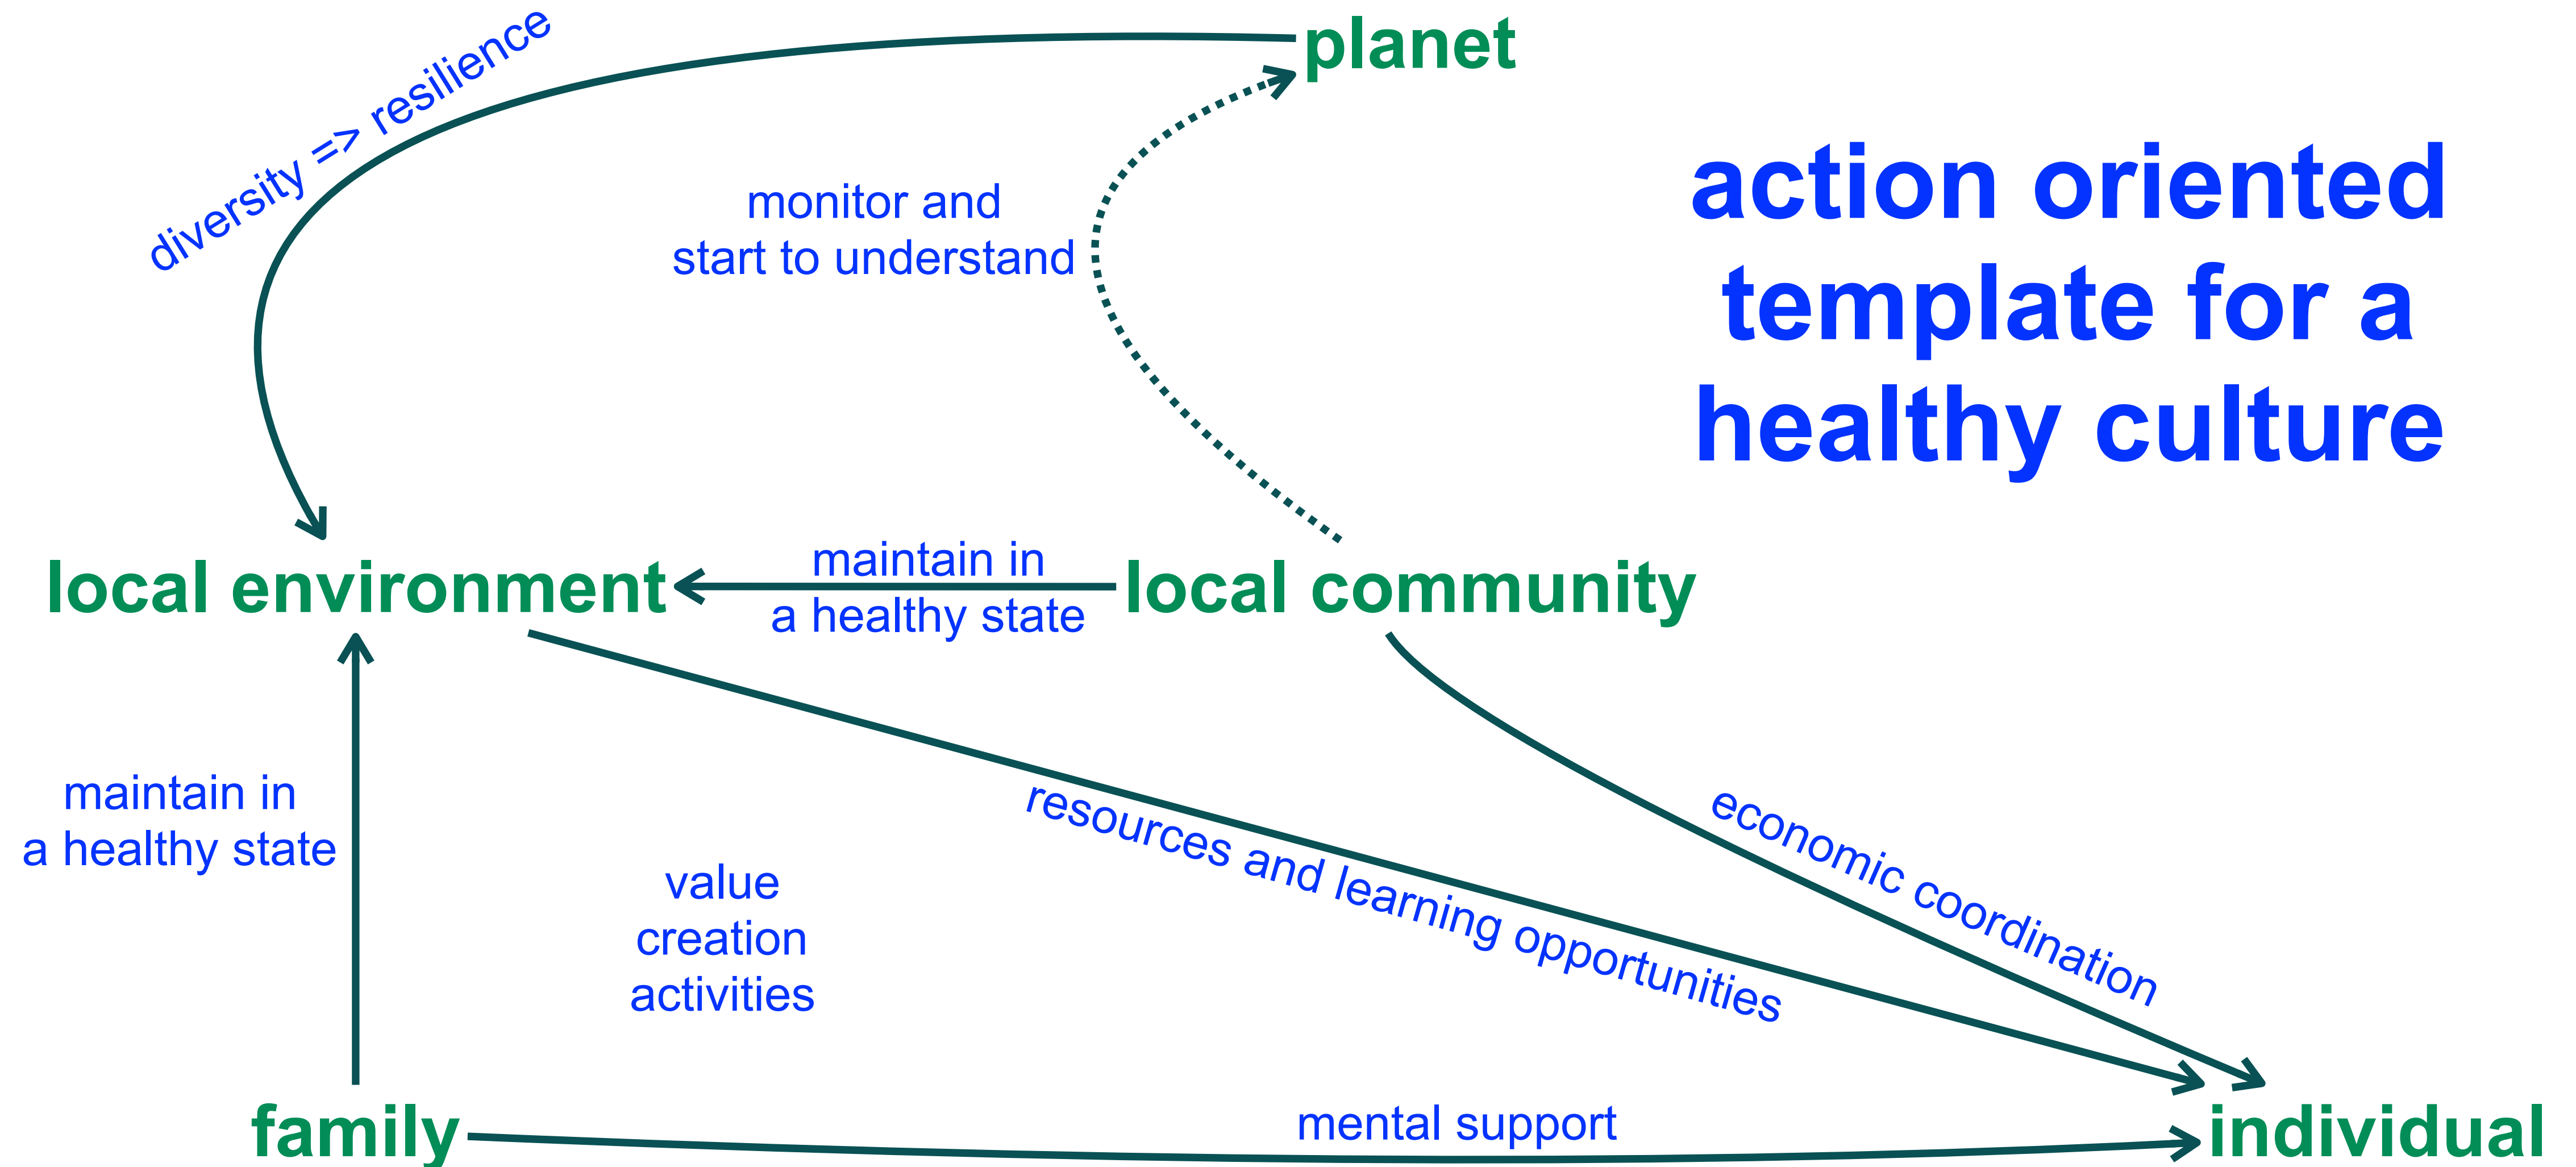 planet
diversity => resilience
action oriented
template for a
healthy culture
monitor and
start to understand
local environment
maintain in
a healthy state
local community
maintain in
a healthy state
resources and learning opportunities
economic coordination
value
creation
activities
family
mental support
individual